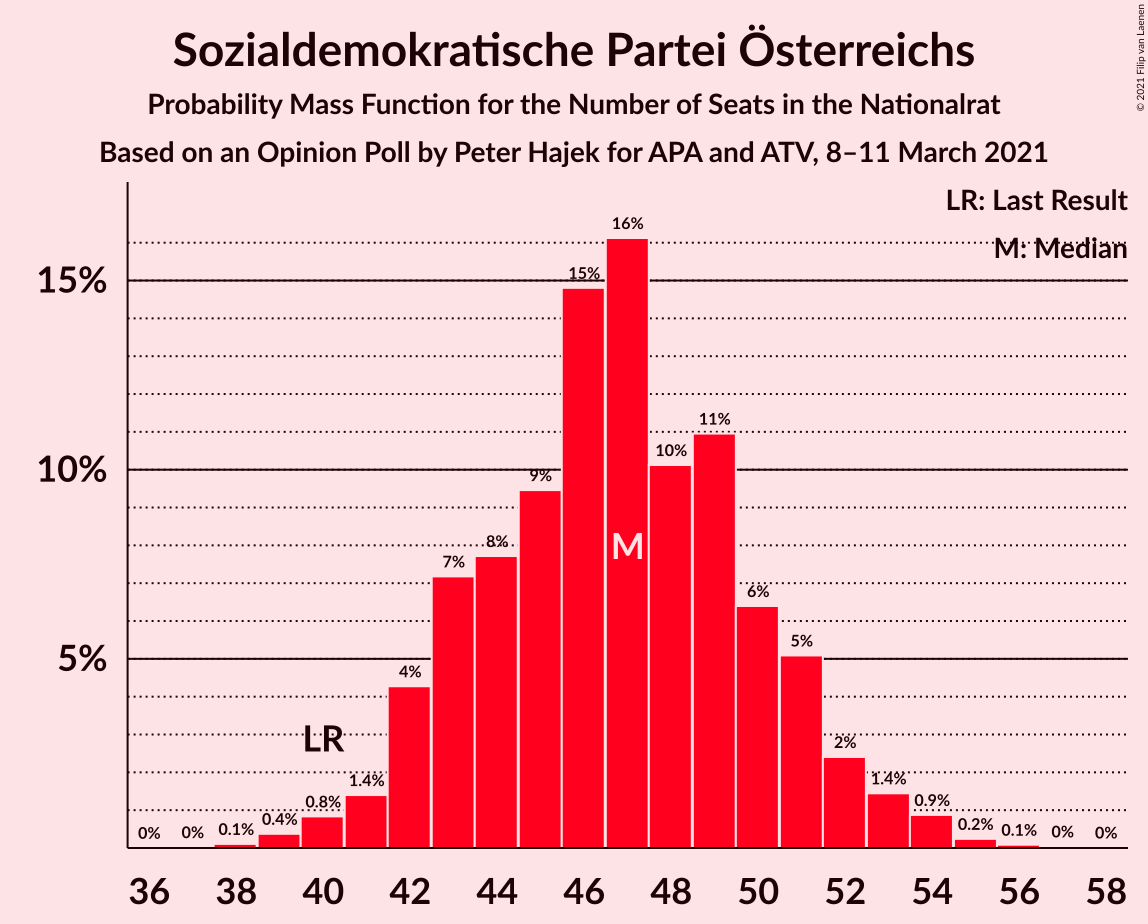 Sozialdemokratische Partei Österreichs
Probability Mass Function for the Number of Seats in the Nationalrat
Based on an Opinion Poll by Peter Hajek for APA and ATV, 8–11 March 2021
© 2021 Filip van Laenen
LR: Last Result
M: Median
15%
10%
5%
0%
0%
0.1%
0.4%
0.8%
1.4%
4%
7%
8%
9%
15%
16%
10%
11%
6%
5%
2%
1.4%
0.9%
0.2%
0.1%
0%
0%
LR
M
36 38 40 42 44 46 48 50 52 54 56 58